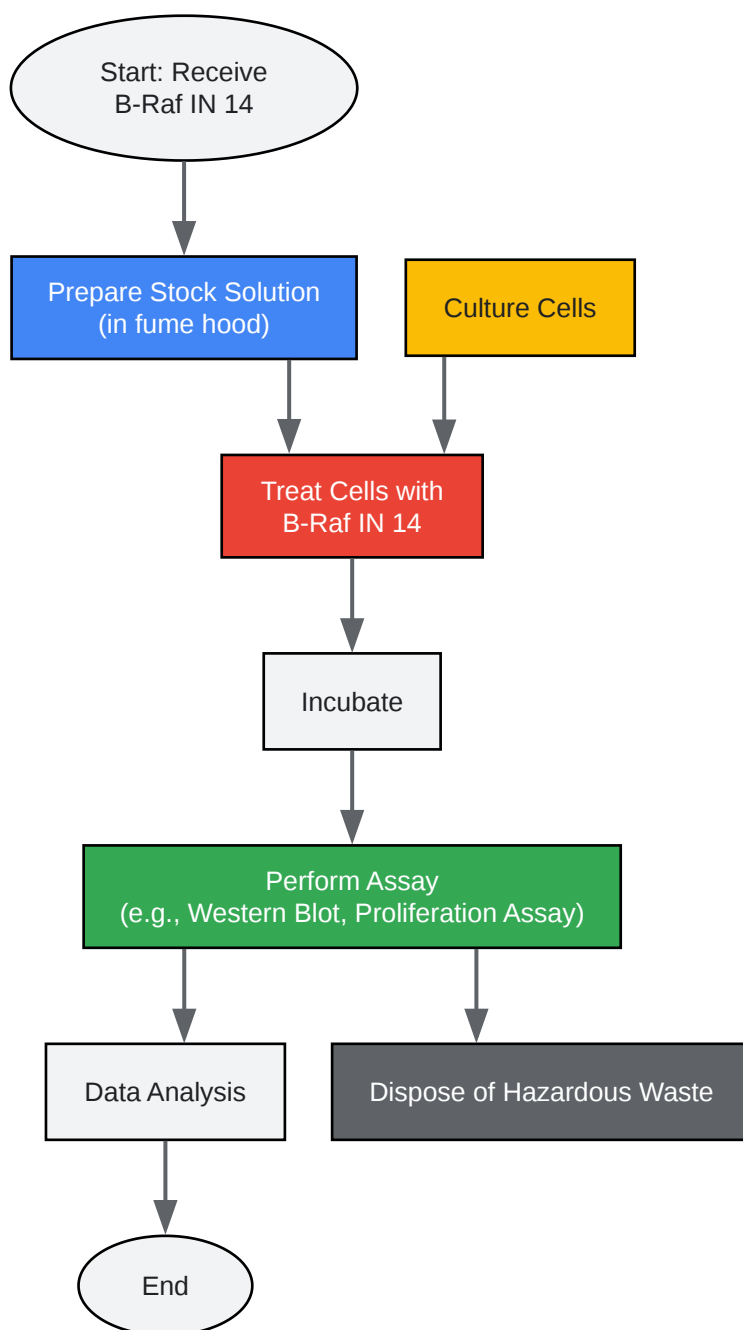 Start: Receive
B-Raf IN 14
Prepare Stock Solution
(in fume hood)
Culture Cells
Treat Cells with
B-Raf IN 14
Incubate
Perform Assay
(e.g., Western Blot, Proliferation Assay)
Data Analysis
Dispose of Hazardous Waste
End